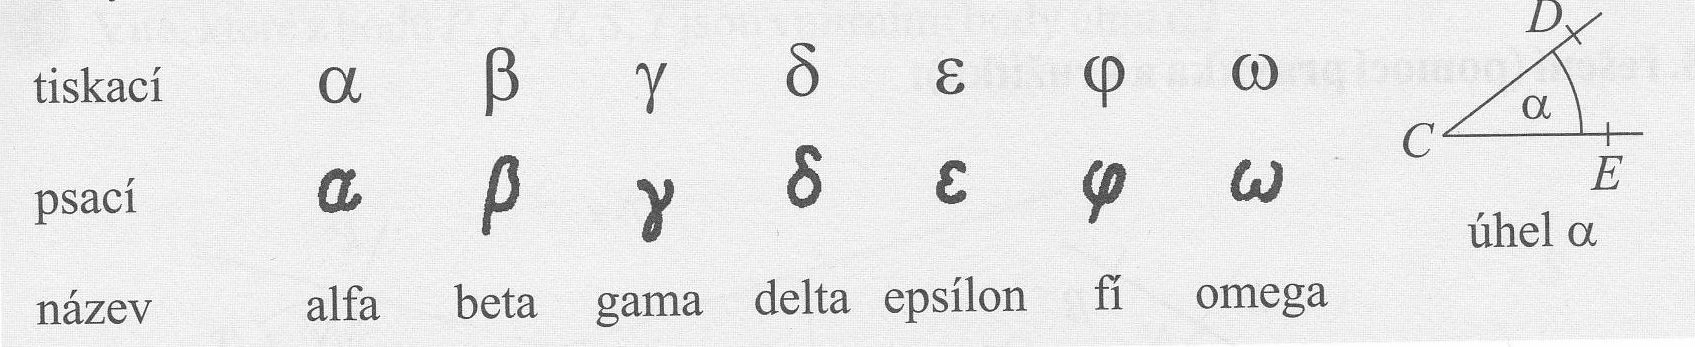 tiskací α β γ δ ε φ ω
psací α β γ δ ε φ ω
název alfa beta gama delta epsílon fí omega
D
α
C
E
úhel α